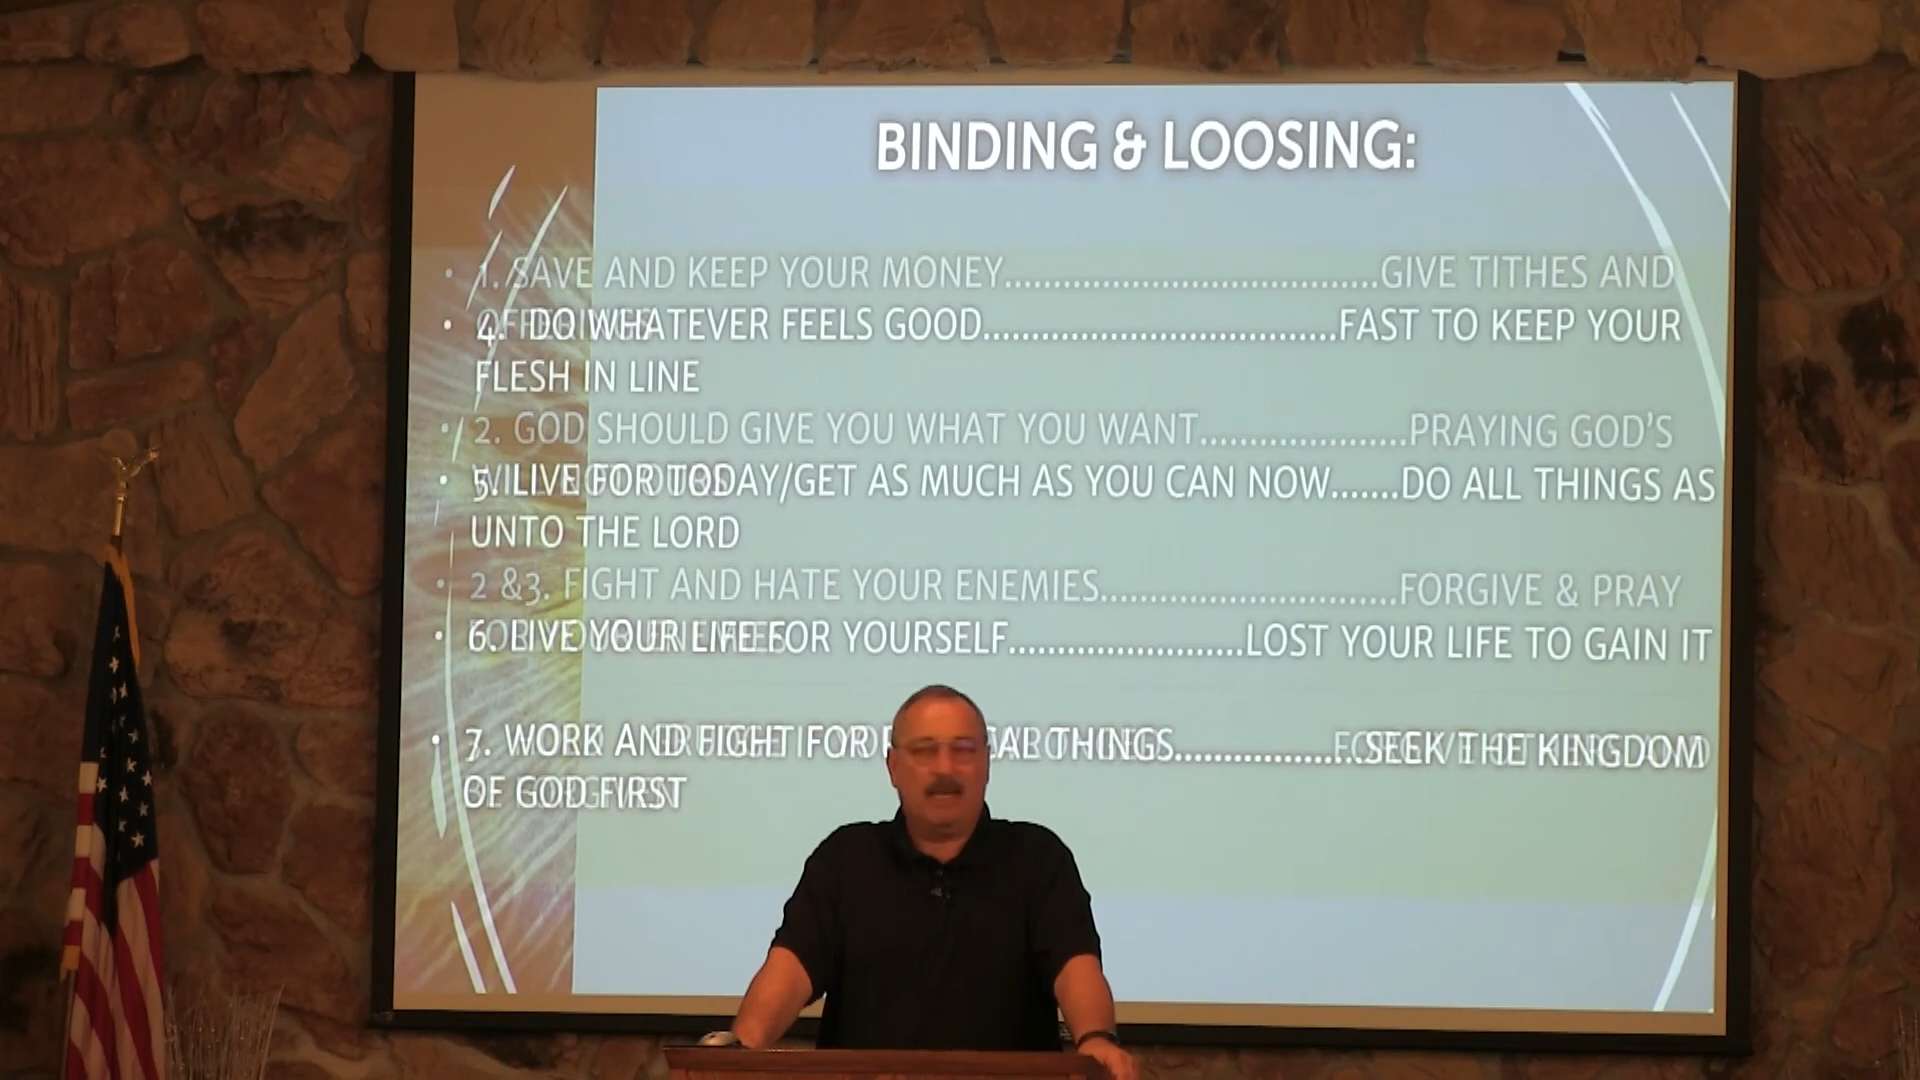 BINDING & LOOSING:
• 1. SAVE AND KEEP YOUR MONEY......................................GIVE TITHES AND
OFFERINGS
• 4. DO WHATEVER FEELS GOOD....................................FAST TO KEEP YOUR
FLESH IN LINE
• 2. GOD SHOULD GIVE YOU WHAT YOU WANT.....................PRAYING GOD'S
• 5. LIVE FOR TODAY/GET AS MUCH AS YOU CAN NOW.......DO ALL THINGS AS
UNTO THE LORD
• 2 &3. FIGHT AND HATE YOUR ENEMIES..............................FORGIVE & PRAY
FOR YOUR ENEMIES
• 6. LIVE YOUR LIFE FOR YOURSELF........................LOST YOUR LIFE TO GAIN IT
• 7. WORK AND FIGHT FOR THINGS...................SEEK THE KINGDOM
OF GOD FIRST